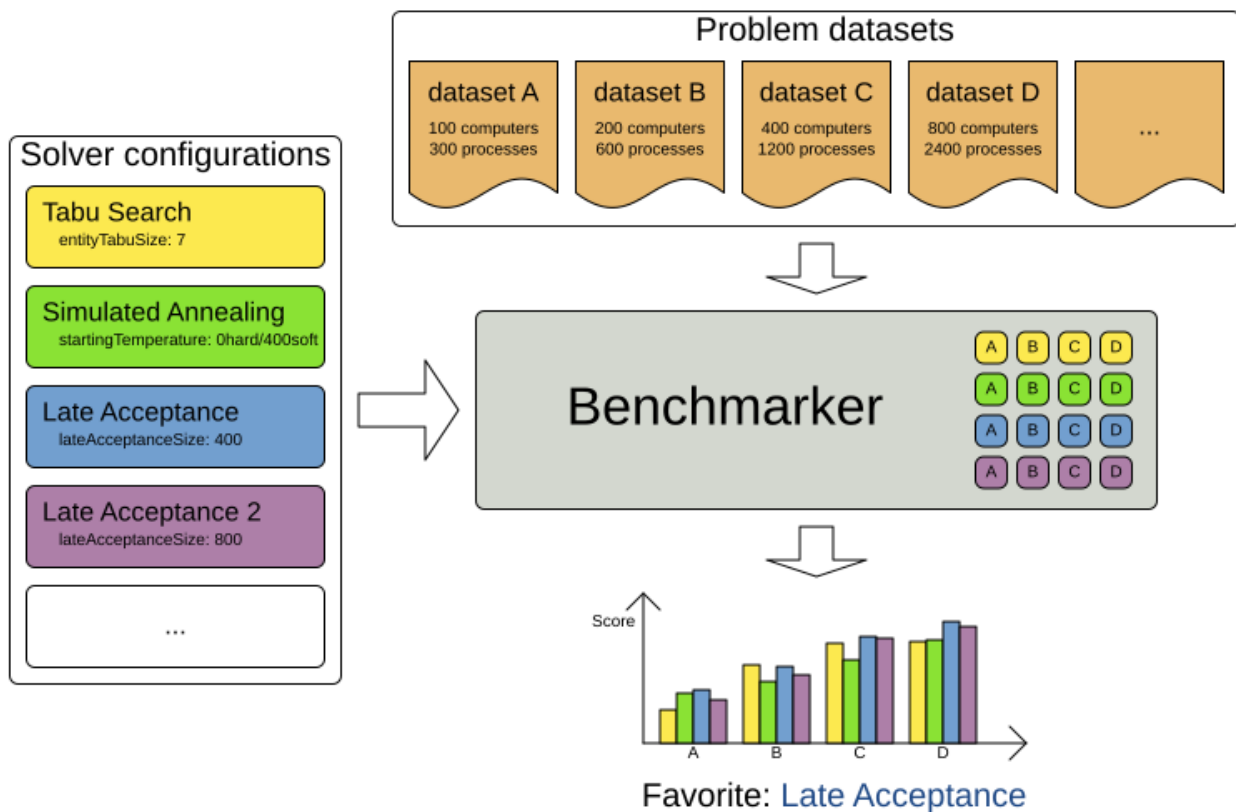 Problem datasets
dataset A
100 computers
300 processes
dataset B
200 computers
600 processes
dataset C
400 computers
1200 processes
dataset D
800 computers
2400 processes
...
Solver configurations
Tabu Search
entityTabuSize: 7
Simulated Annealing
startingTemperature: 0hard/400soft
Late Acceptance
lateAcceptanceSize: 400
Late Acceptance 2
lateAcceptanceSize: 800
...
Benchmarker
A B C D
A B C D
A B C D
A B C D
Score
A B C D
Favorite: Late Acceptance